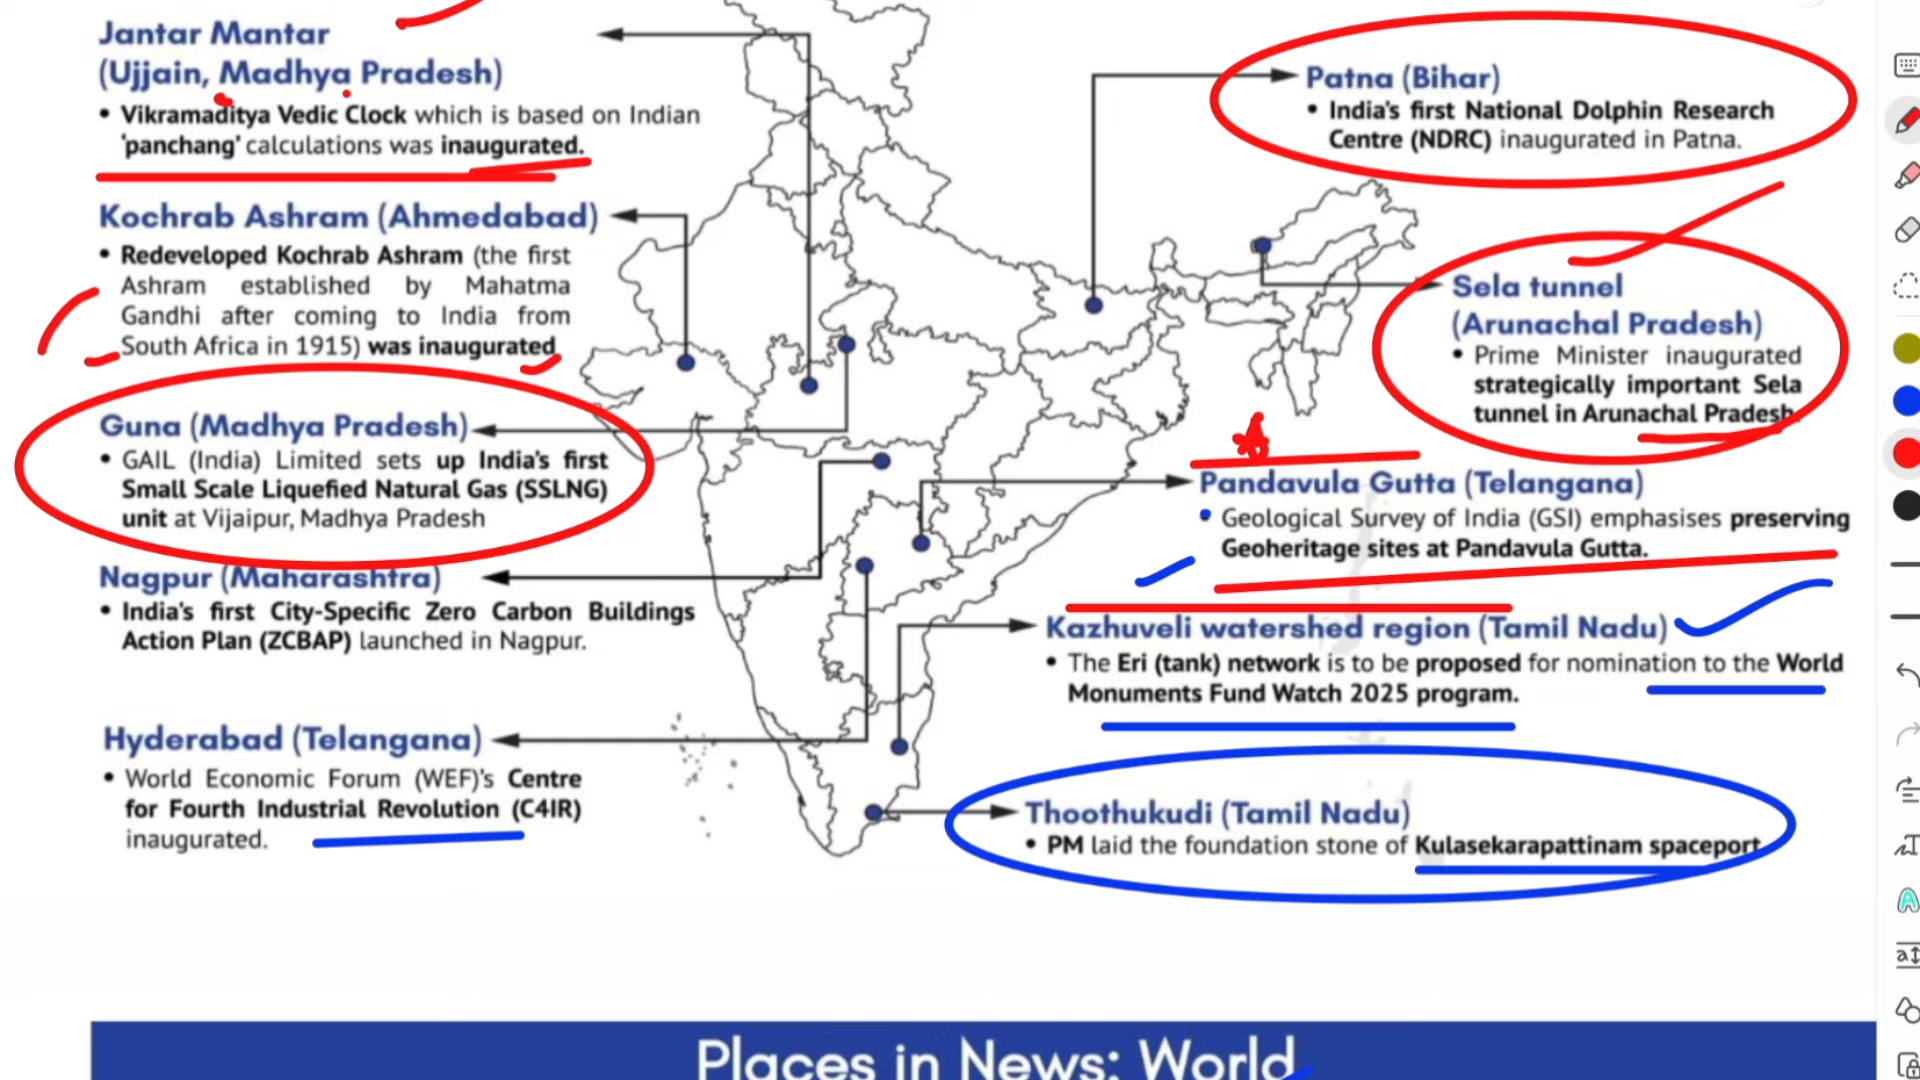 Jantar Mantar
(Ujjain, Madhya Pradesh)
• Vikramaditya Vedic Clock which is based on Indian
'panchang' calculations was inaugurated.
Kochrab Ashram (Ahmedabad)
• Redeveloped Kochrab Ashram (the first
Ashram established by Mahatma
Gandhi after coming to India from
South Africa in 1915) was inaugurated
Guna (Madhya Pradesh)
• GAIL (India) Limited sets up India's first
Small Scale Liquefied Natural Gas (SSLNG)
unit at Vijaipur, Madhya Pradesh
Nagpur (Maharashtra)
• India's first City-Specific Zero Carbon Buildings
Action Plan (ZCBAP) launched in Nagpur.
Hyderabad (Telangana)
• World Economic Forum (WEF)'s Centre
for Fourth Industrial Revolution (C4IR)
inaugurated.
Patna (Bihar)
• India's first National Dolphin Research
Centre (NDRC) inaugurated in Patna.
Sela tunnel
(Arunachal Pradesh)
• Prime Minister inaugurated
strategically important Sela
tunnel in Arunachal Pradesh.
Pandavula Gutta (Telangana)
• Geological Survey of India (GSI) emphasises preserving
Geoheritage sites at Pandavula Gutta.
Kazhuveli watershed region (Tamil Nadu)
• The Eri (tank) network is to be proposed for nomination to the World
Monuments Fund Watch 2025 program.
Thoothukudi (Tamil Nadu)
• PM laid the foundation stone of Kulasekarapattinam spaceport
Places in News: World